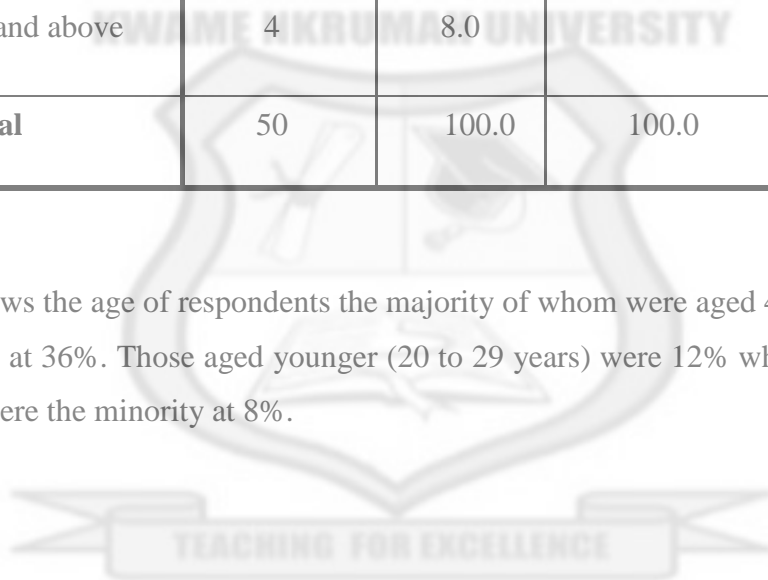 KWAME NKRUMAH UNIVERSITY
and above 4 8.0
al 50 100.0 100.0
ws the age of respondents the majority of whom were aged 4
at 36%. Those aged younger (20 to 29 years) were 12% wh
ere the minority at 8%.
TEACHING FOR EXCELLENCE